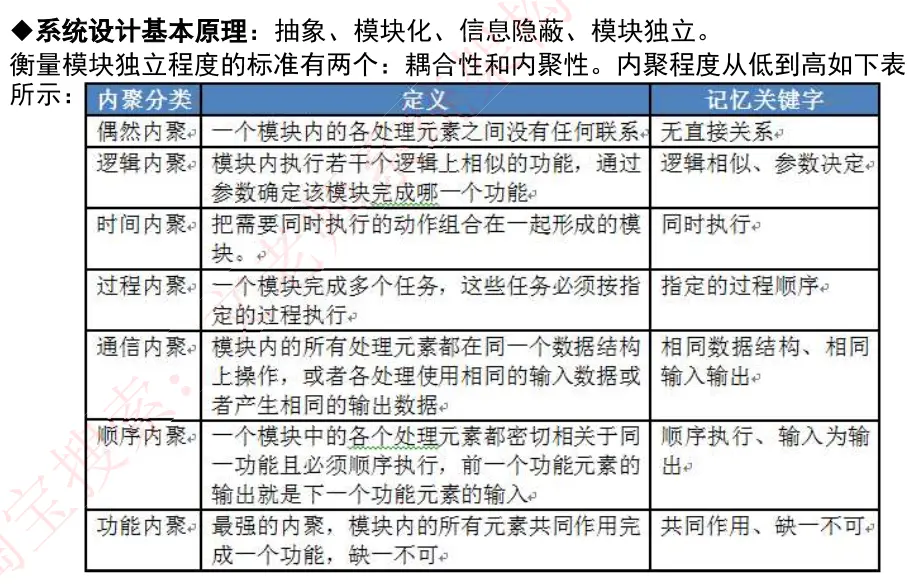 ◆系统设计基本原理：抽象、模块化、信息隐蔽、模块独立。
衡量模块独立程度的标准有两个：耦合性和内聚性。内聚程度从低到高如下表
所示：
内聚分类 定义 记忆关键字
偶然内聚 一个模块内的各处理元素之间没有任何联系 无直接关系
逻辑内聚 模块内执行若干个逻辑上相似的功能，通过 逻辑相似、参数决定
参数确定该模块完成哪一个功能
时间内聚 把需要同时执行的动作组合在一起形成的模 同时执行
块。
过程内聚 一个模块完成多个任务，这些任务必须按指 指定的过程顺序
定的过程执行
通信内聚 模块内的所有处理元素都在同一个数据结构 相同数据结构、相同
上操作，或者各处理使用相同的输入数据或 输入输出
者产生相同的输出数据
顺序内聚 一个模块中的各个处理元素都密切相关于同 顺序执行、输入为输
一功能且必须顺序执行，前一个功能元素的 出
输出就是下一个功能元素的输入
功能内聚 最强的内聚，模块内的所有元素共同作用完 共同作用、缺一不可
成一个功能，缺一不可
淘宝搜索：